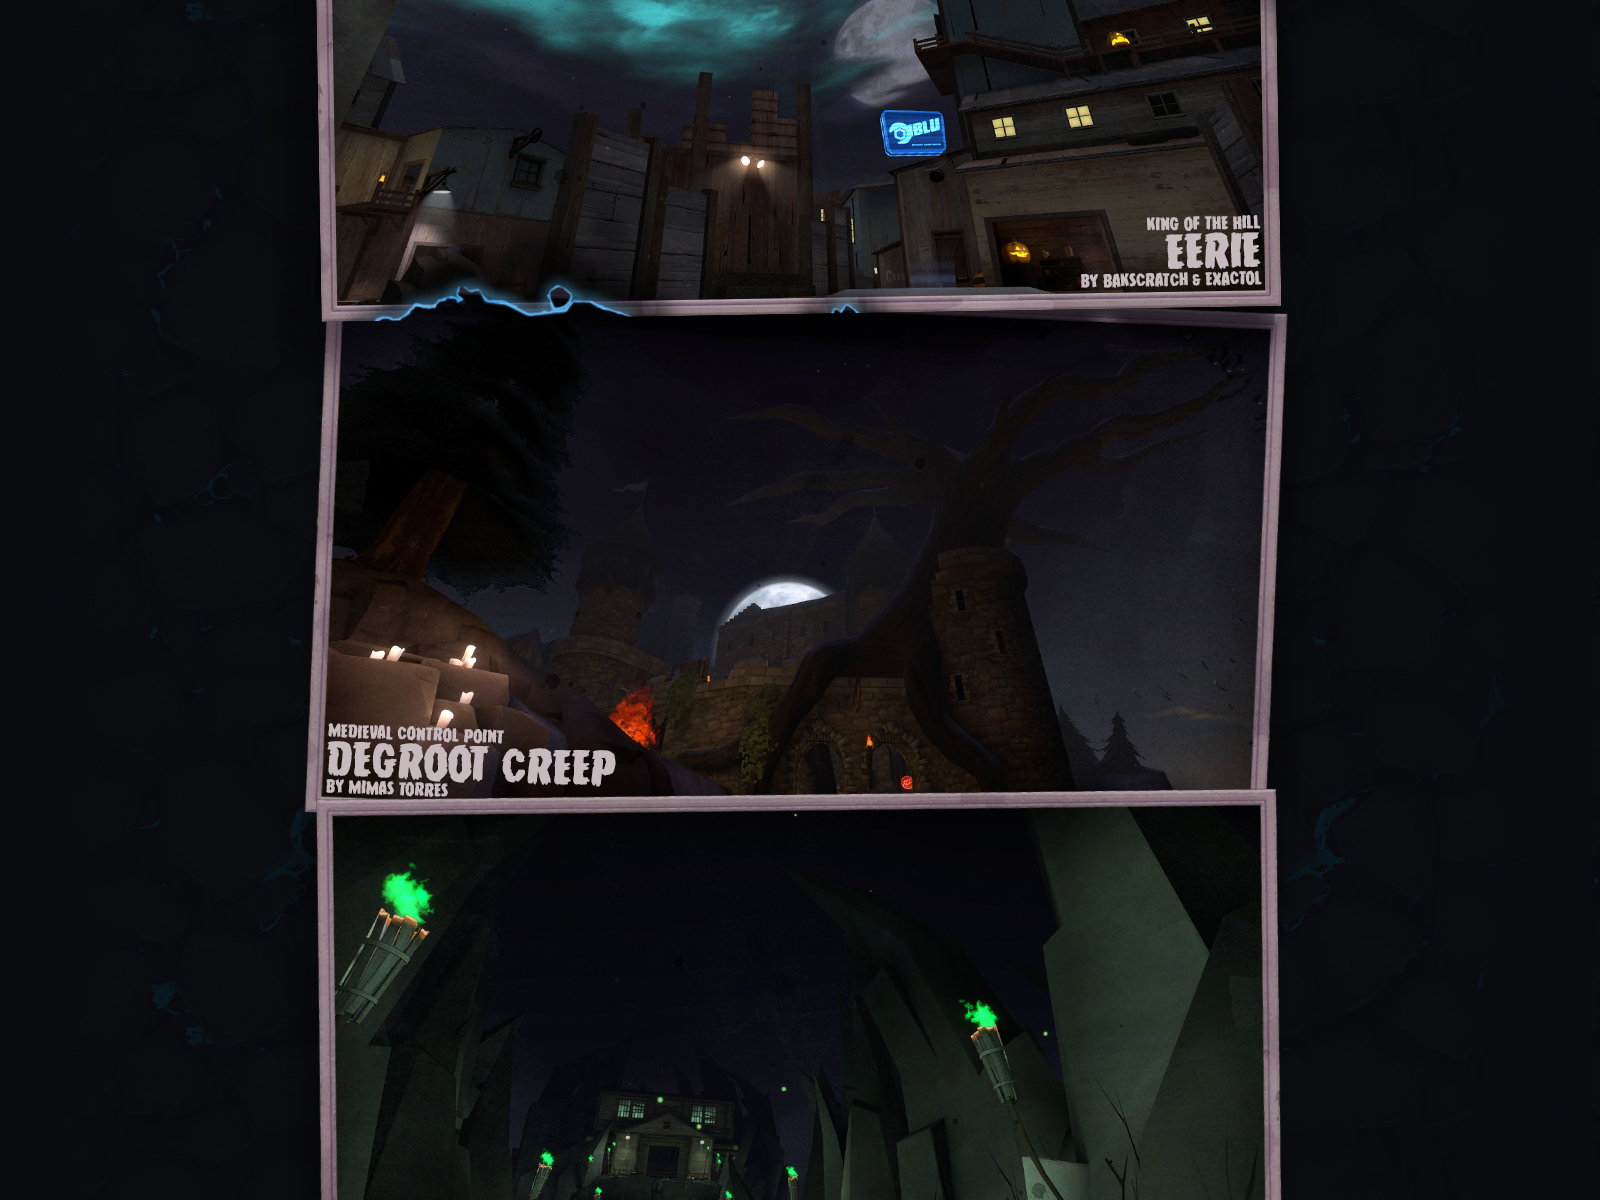 BLU
KING OF THE HILL
EERIE
BY BAKSCRATCH & EXACTOL
MEDIEVAL CONTROL POINT
DEGROOT CREEP
BY MIMAS TORRES